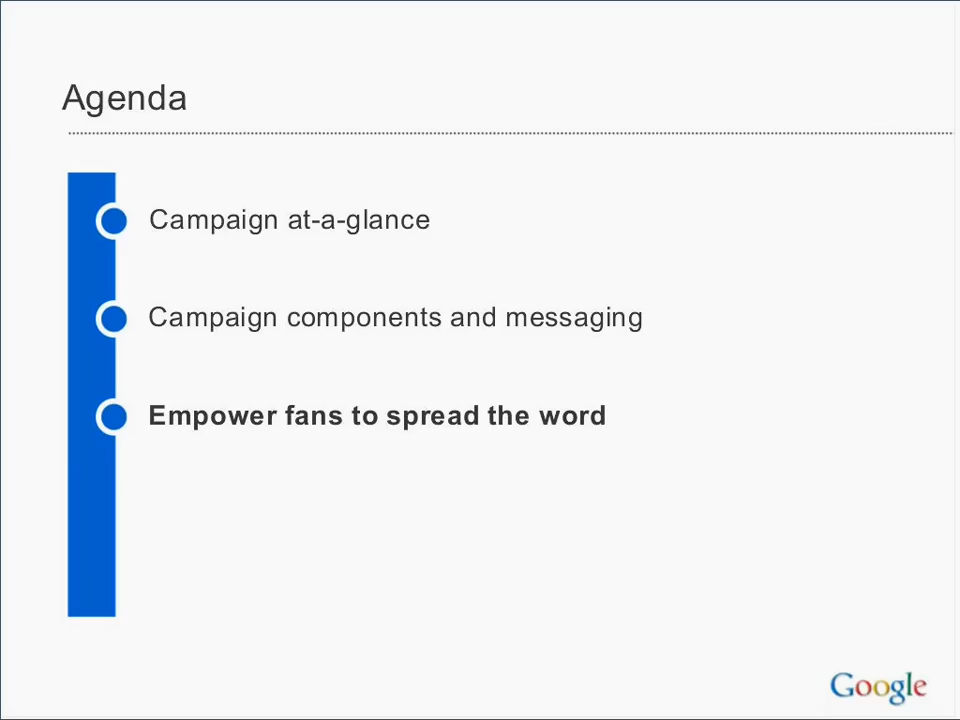 Agenda
Campaign at-a-glance
Campaign components and messaging
Empower fans to spread the word
Google